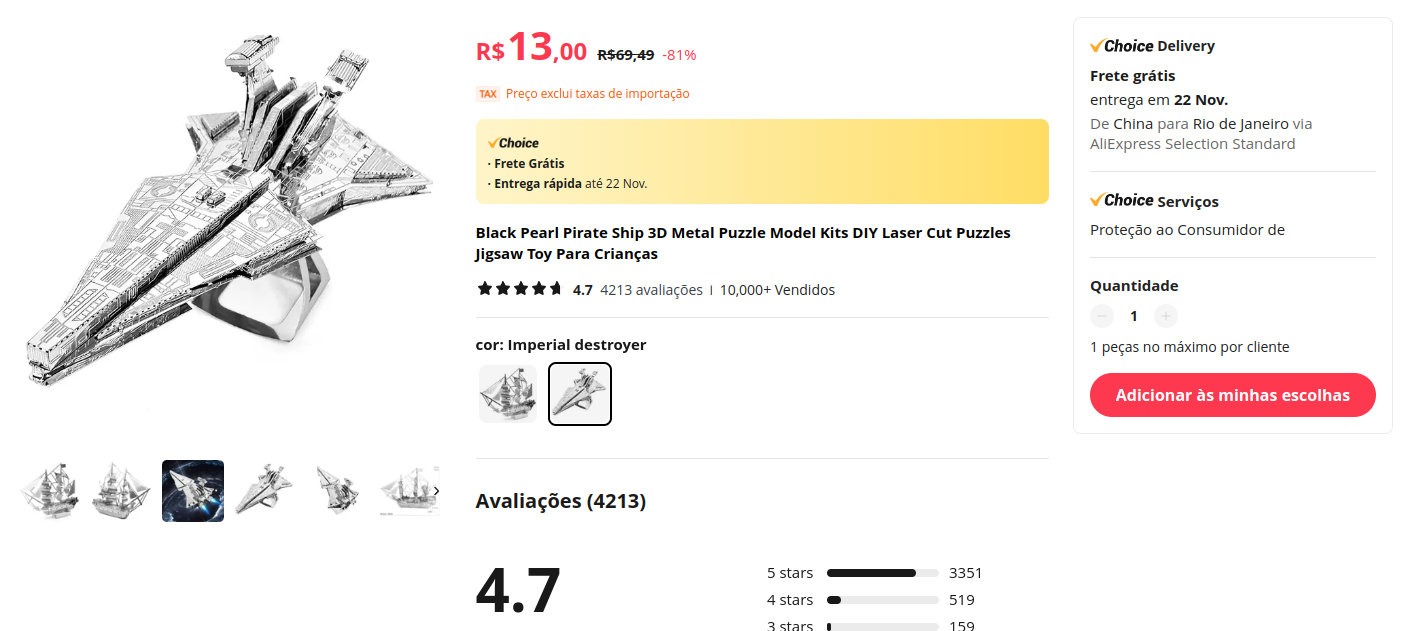 R$13,00 R$69,49 -81%
TAX Preço exclui taxas de importação
Choice
· Frete Grátis
· Entrega rápida até 22 Nov.
Black Pearl Pirate Ship 3D Metal Puzzle Model Kits DIY Laser Cut Puzzles
Jigsaw Toy Para Crianças
4.7 4213 avaliações | 10,000+ Vendidos
cor: Imperial destroyer
Avaliações (4213)
4.7
5 stars 3351
4 stars 519
3 stars 159
Choice Delivery
Frete grátis
entrega em 22 Nov.
De China para Rio de Janeiro via
AliExpress Selection Standard
Choice Serviços
Proteção ao Consumidor de
Quantidade
1
1 peças no máximo por cliente
Adicionar às minhas escolhas